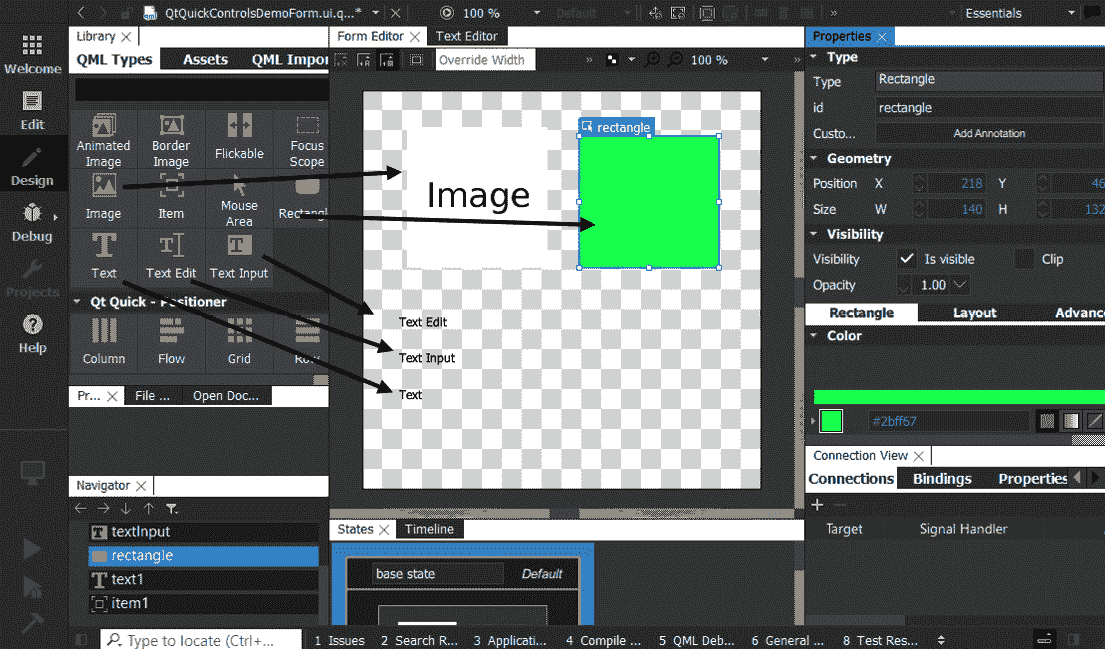 QtQuickControlsDemoForm.ui.q...*
100 %
Default
Essentials
Welcome
Edit
Design
Debug
Projects
Help
Library
QML Types Assets QML Impor
Animated Image
Border Image
Flickable
Focus Scope
Image
Item
Mouse Area
Rectangl
Text
Text Edit
Text Input
Qt Quick - Positioner
Column
Flow
Grid
Row
Pr... File ... Open Doc...
Navigator
textInput
rectangle
text1
item1
Form Editor Text Editor
Override Width
100 %
rectangle
Image
Text Edit
Text Input
Text
States Timeline
base state Default
Properties
Type
Type Rectangle
id rectangle
Custo... Add Annotation
Geometry
Position X 218 Y 46
Size W 140 H 132
Visibility
Visibility Is visible Clip
Opacity 1.00
Rectangle Layout Advanc
Color
#2bff67
Connection View
Connections Bindings Properties
Target Signal Handler
Type to locate (Ctrl+... 1 Issues 2 Search R... 3 Applicati... 4 Compile ... 5 QML Deb... 6 General ... 8 Test Res...